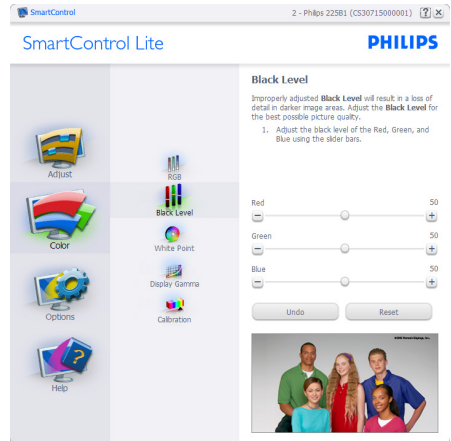 SmartControl
2 - Philips 225B1 (CS30715000001)
?
SmartControl Lite
PHILIPS
Black Level
Improperly adjusted Black Level will result in a loss of
detail in darker image areas. Adjust the Black Level for
the best possible picture quality.
1. Adjust the black level of the Red, Green, and
Blue using the slider bars.
Adjust
Color
Options
Help
RGB
Black Level
White Point
Display Gamma
Calibration
Red 50
Green 50
Blue 50
Undo
Reset